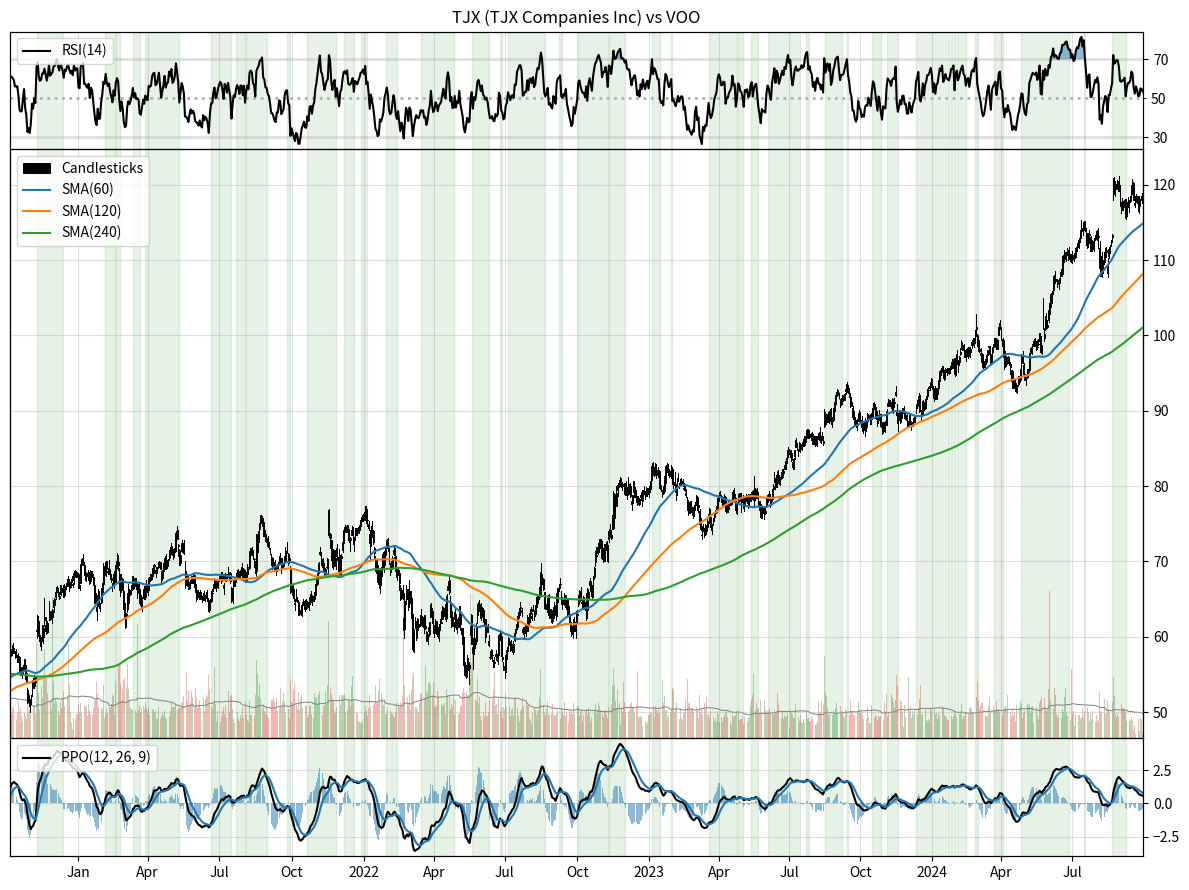 TJX (TJX Companies Inc) vs VOO
RSI(14)
70
50
30
Candlesticks
SMA(60)
SMA(120)
SMA(240)
120
110
100
90
80
70
60
50
PPO(12, 26, 9)
2.5
0.0
−2.5
Jan Apr Jul Oct 2022 Apr Jul Oct 2023 Apr Jul Oct 2024 Apr Jul